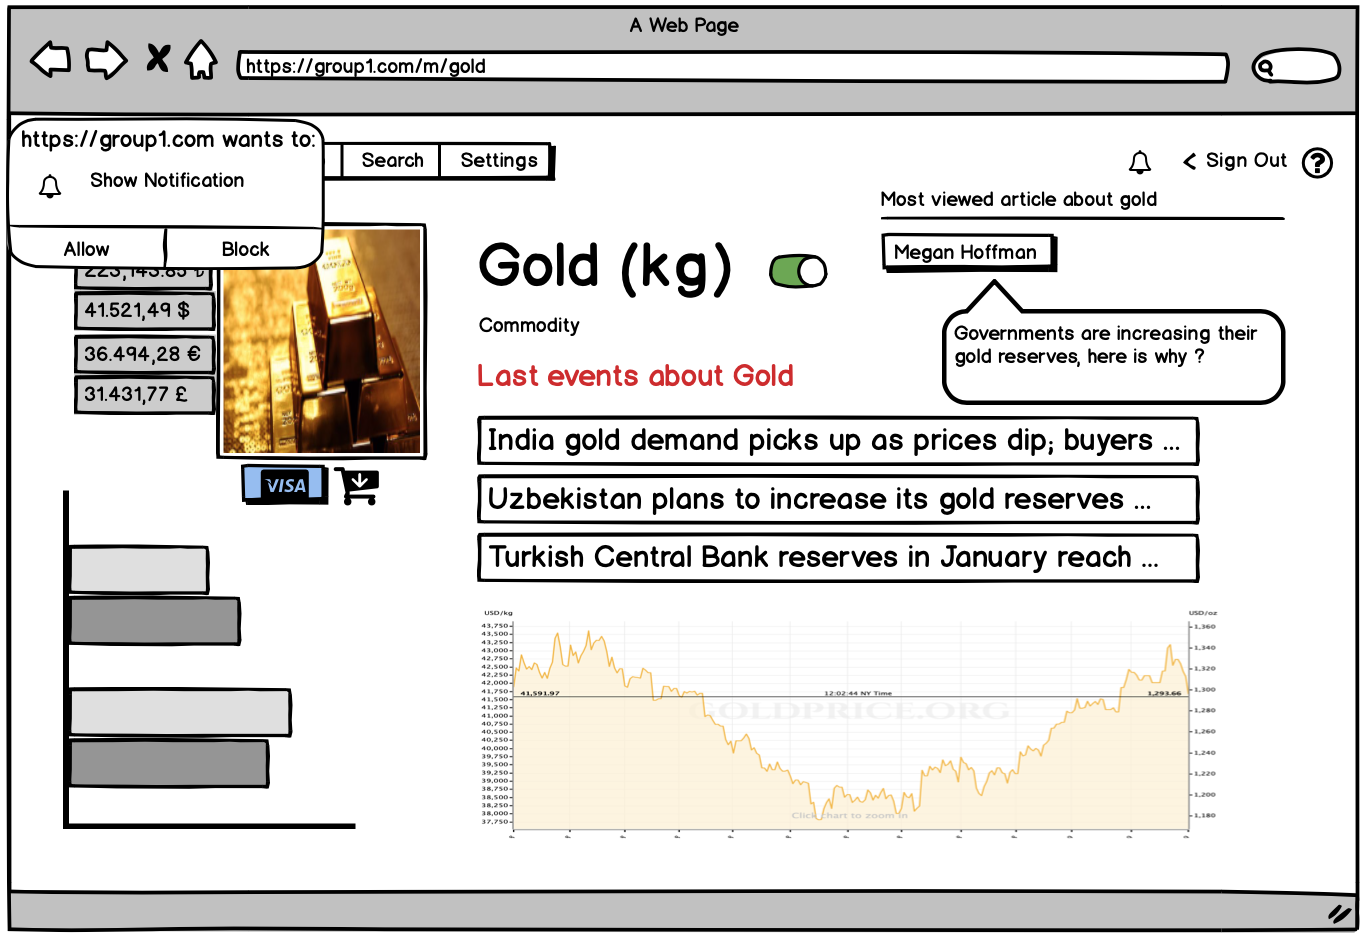 A Web Page
https://group1.com/m/gold
https://group1.com wants to:
Show Notification
Allow
Block
Search
Settings
Sign Out
?
Most viewed article about gold
Megan Hoffman
Governments are increasing their
gold reserves, here is why ?
Gold (kg)
Commodity
Last events about Gold
India gold demand picks up as prices dip; buyers ...
Uzbekistan plans to increase its gold reserves ...
Turkish Central Bank reserves in January reach ...
223,143.85 ₺
41.521,49 $
36.494,28 €
31.431,77 £
VISA
USD/kg
43,750
43,500
43,250
43,000
42,750
42,500
42,250
42,000
41,750
41,500
41,250
41,000
40,750
40,500
40,250
40,000
39,750
39,500
39,250
39,000
38,750
38,500
38,250
38,000
37,750
41,591.97
12:02:44 NY Time
1,293.66
GOLDPRICE.ORG
Click chart to zoom in
USD/oz
1,360
1,340
1,320
1,300
1,280
1,260
1,240
1,220
1,200
1,180